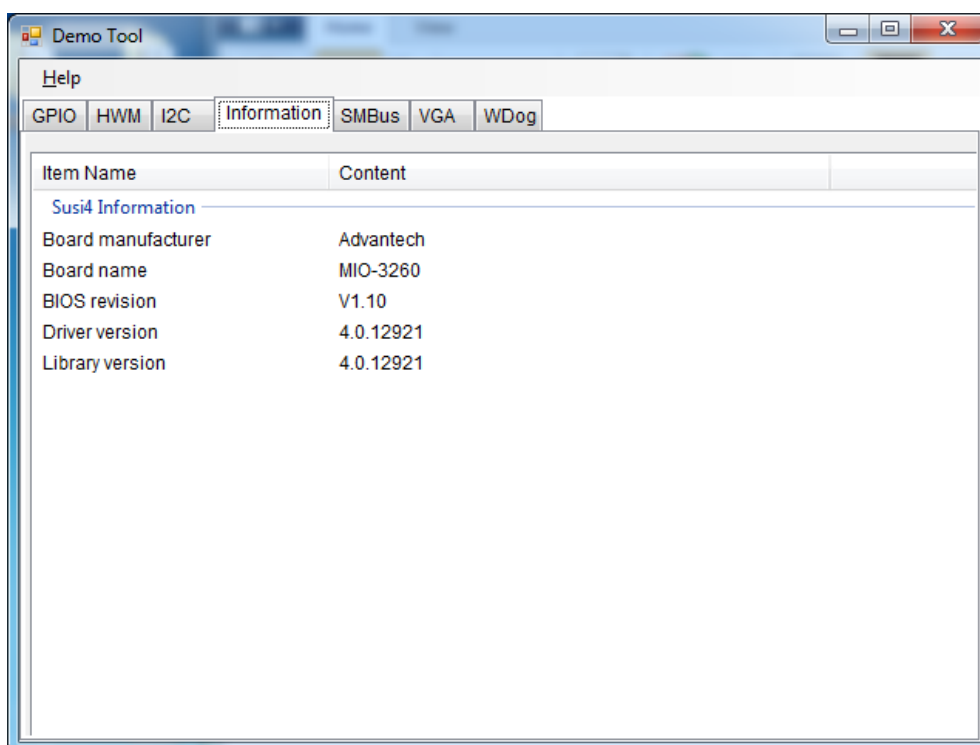 Demo Tool
Help
GPIO HWM I2C Information SMBus VGA WDog
Item Name Content
Susi4 Information
Board manufacturer Advantech
Board name MIO-3260
BIOS revision V1.10
Driver version 4.0.12921
Library version 4.0.12921